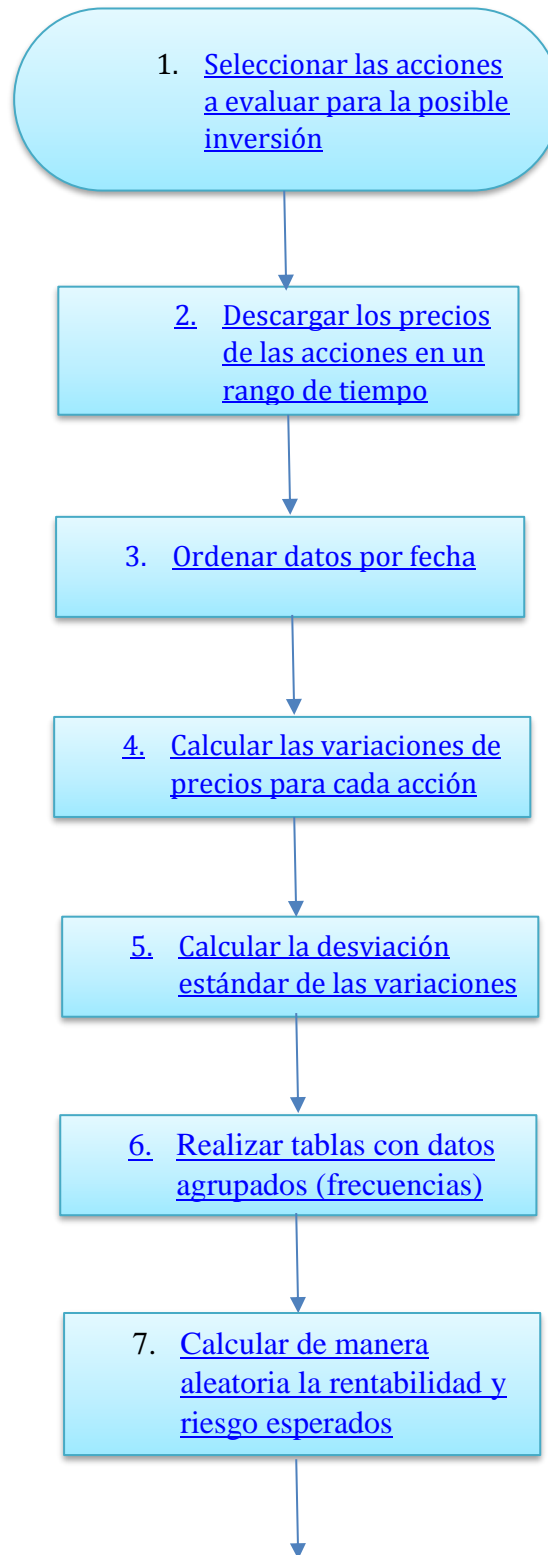 1. Seleccionar las acciones
a evaluar para la posible
inversión
2. Descargar los precios
de las acciones en un
rango de tiempo
3. Ordenar datos por fecha
4. Calcular las variaciones de
precios para cada acción
5. Calcular la desviación
estándar de las variaciones
6. Realizar tablas con datos
agrupados (frecuencias)
7. Calcular de manera
aleatoria la rentabilidad y
riesgo esperados